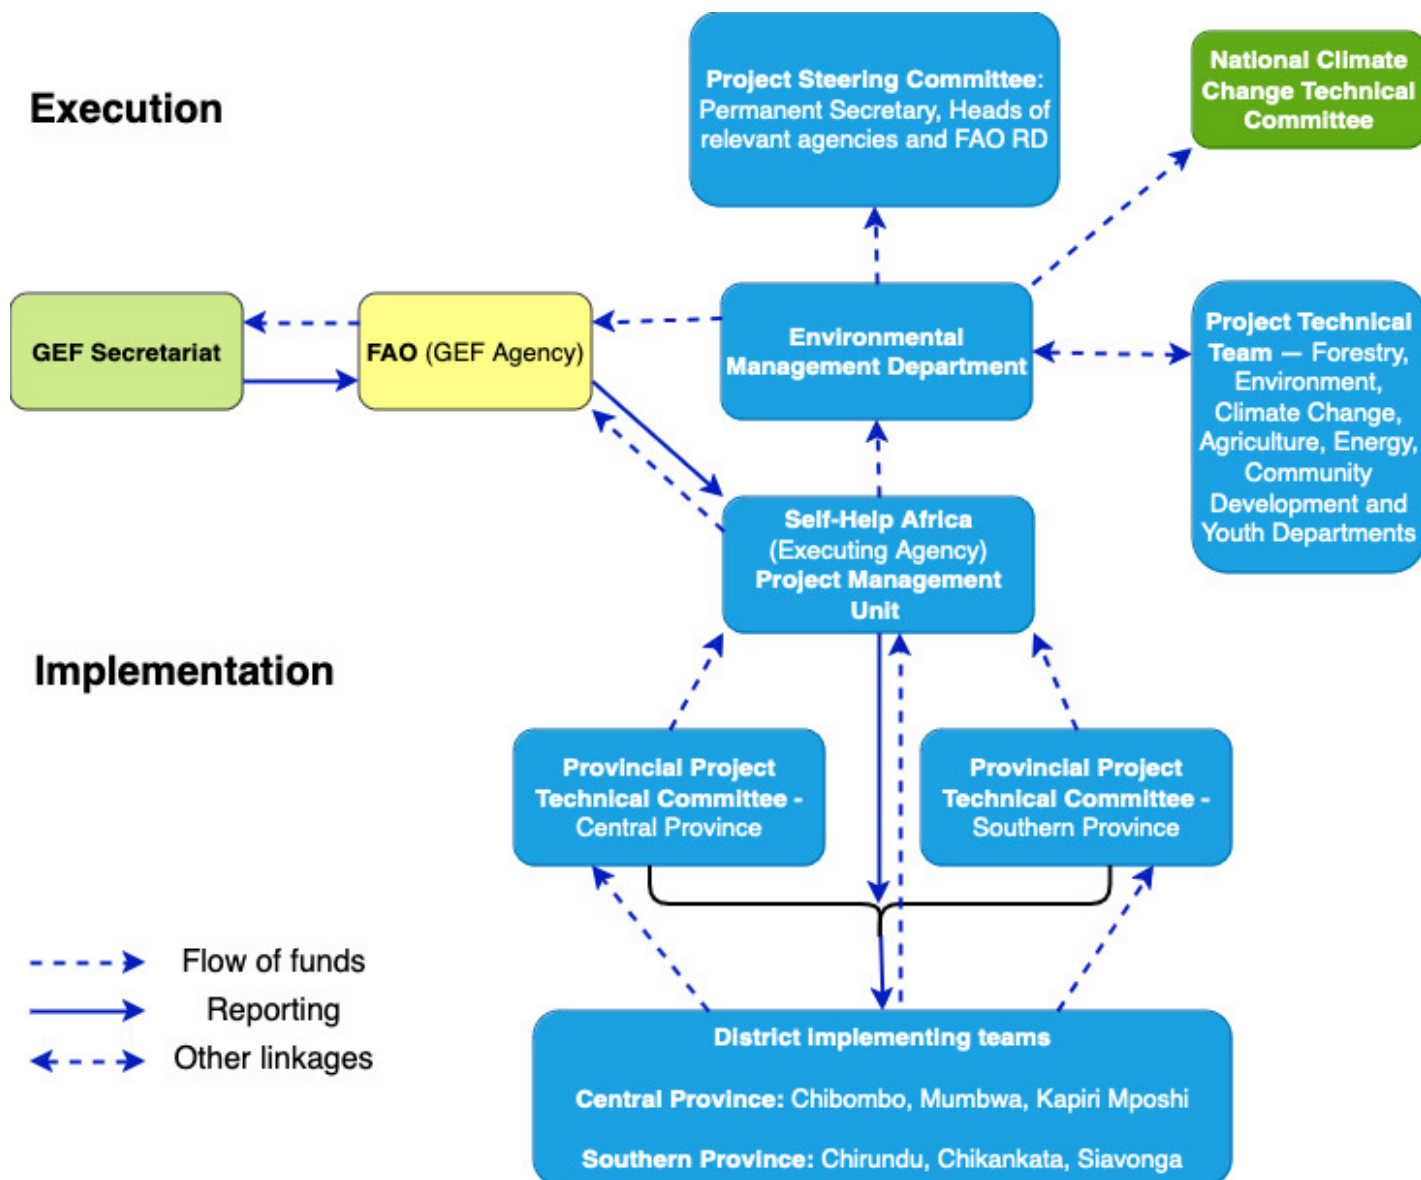 Execution
Project Steering Committee:
Permanent Secretary, Heads of
relevant agencies and FAO RD
National Climate
Change Technical
Committee
GEF Secretariat
FAO (GEF Agency)
Environmental
Management Department
Project Technical
Team — Forestry,
Environment,
Climate Change,
Agriculture, Energy,
Community
Development and
Youth Departments
Self-Help Africa
(Executing Agency)
Project Management
Unit
Implementation
Provincial Project
Technical Committee -
Central Province
Provincial Project
Technical Committee -
Southern Province
Flow of funds
Reporting
Other linkages
District implementing teams
Central Province: Chibombo, Mumbwa, Kapiri Mposhi
Southern Province: Chirundu, Chikankata, Siavonga